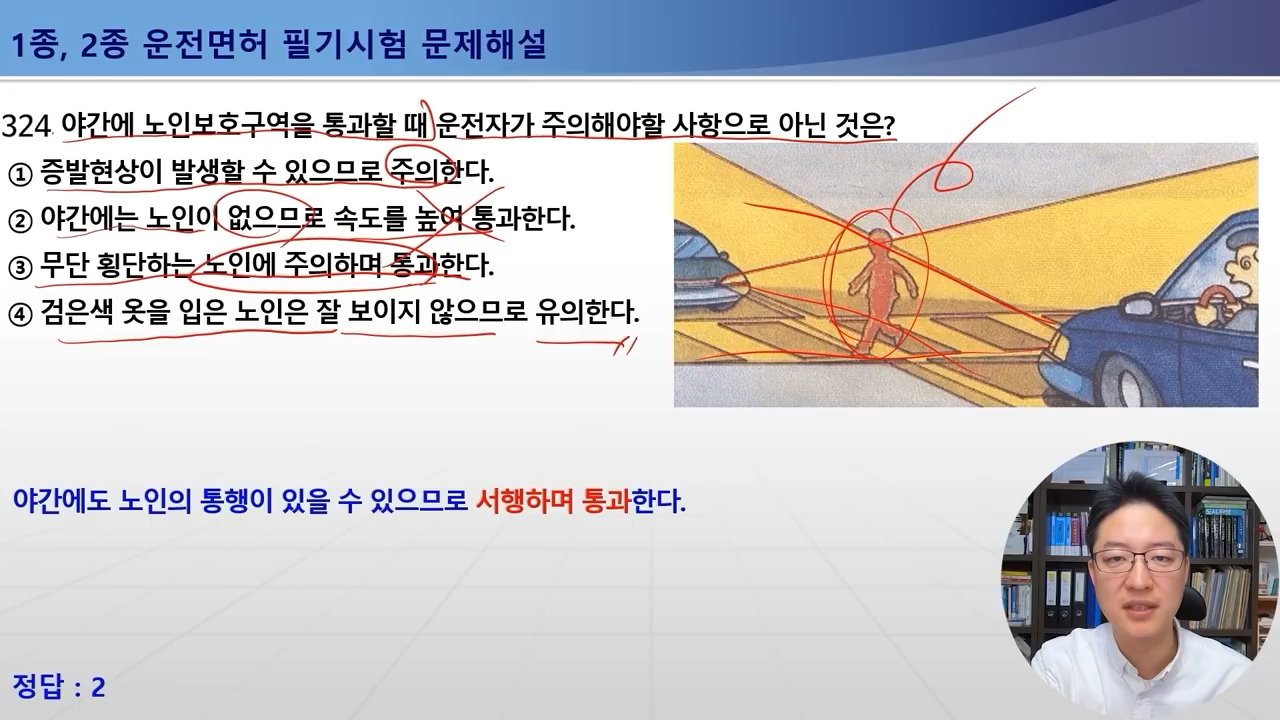 1종, 2종 운전면허 필기시험 문제해설
324. 야간에 노인보호구역을 통과할 때 운전자가 주의해야할 사항으로 아닌 것은?
① 증발현상이 발생할 수 있으므로 주의한다.
② 야간에는 노인이 없으므로 속도를 높여 통과한다.
③ 무단 횡단하는 노인에 주의하며 통과한다.
④ 검은색 옷을 입은 노인은 잘 보이지 않으므로 유의한다.
야간에도 노인의 통행이 있을 수 있으므로 서행하며 통과한다.
정답 : 2